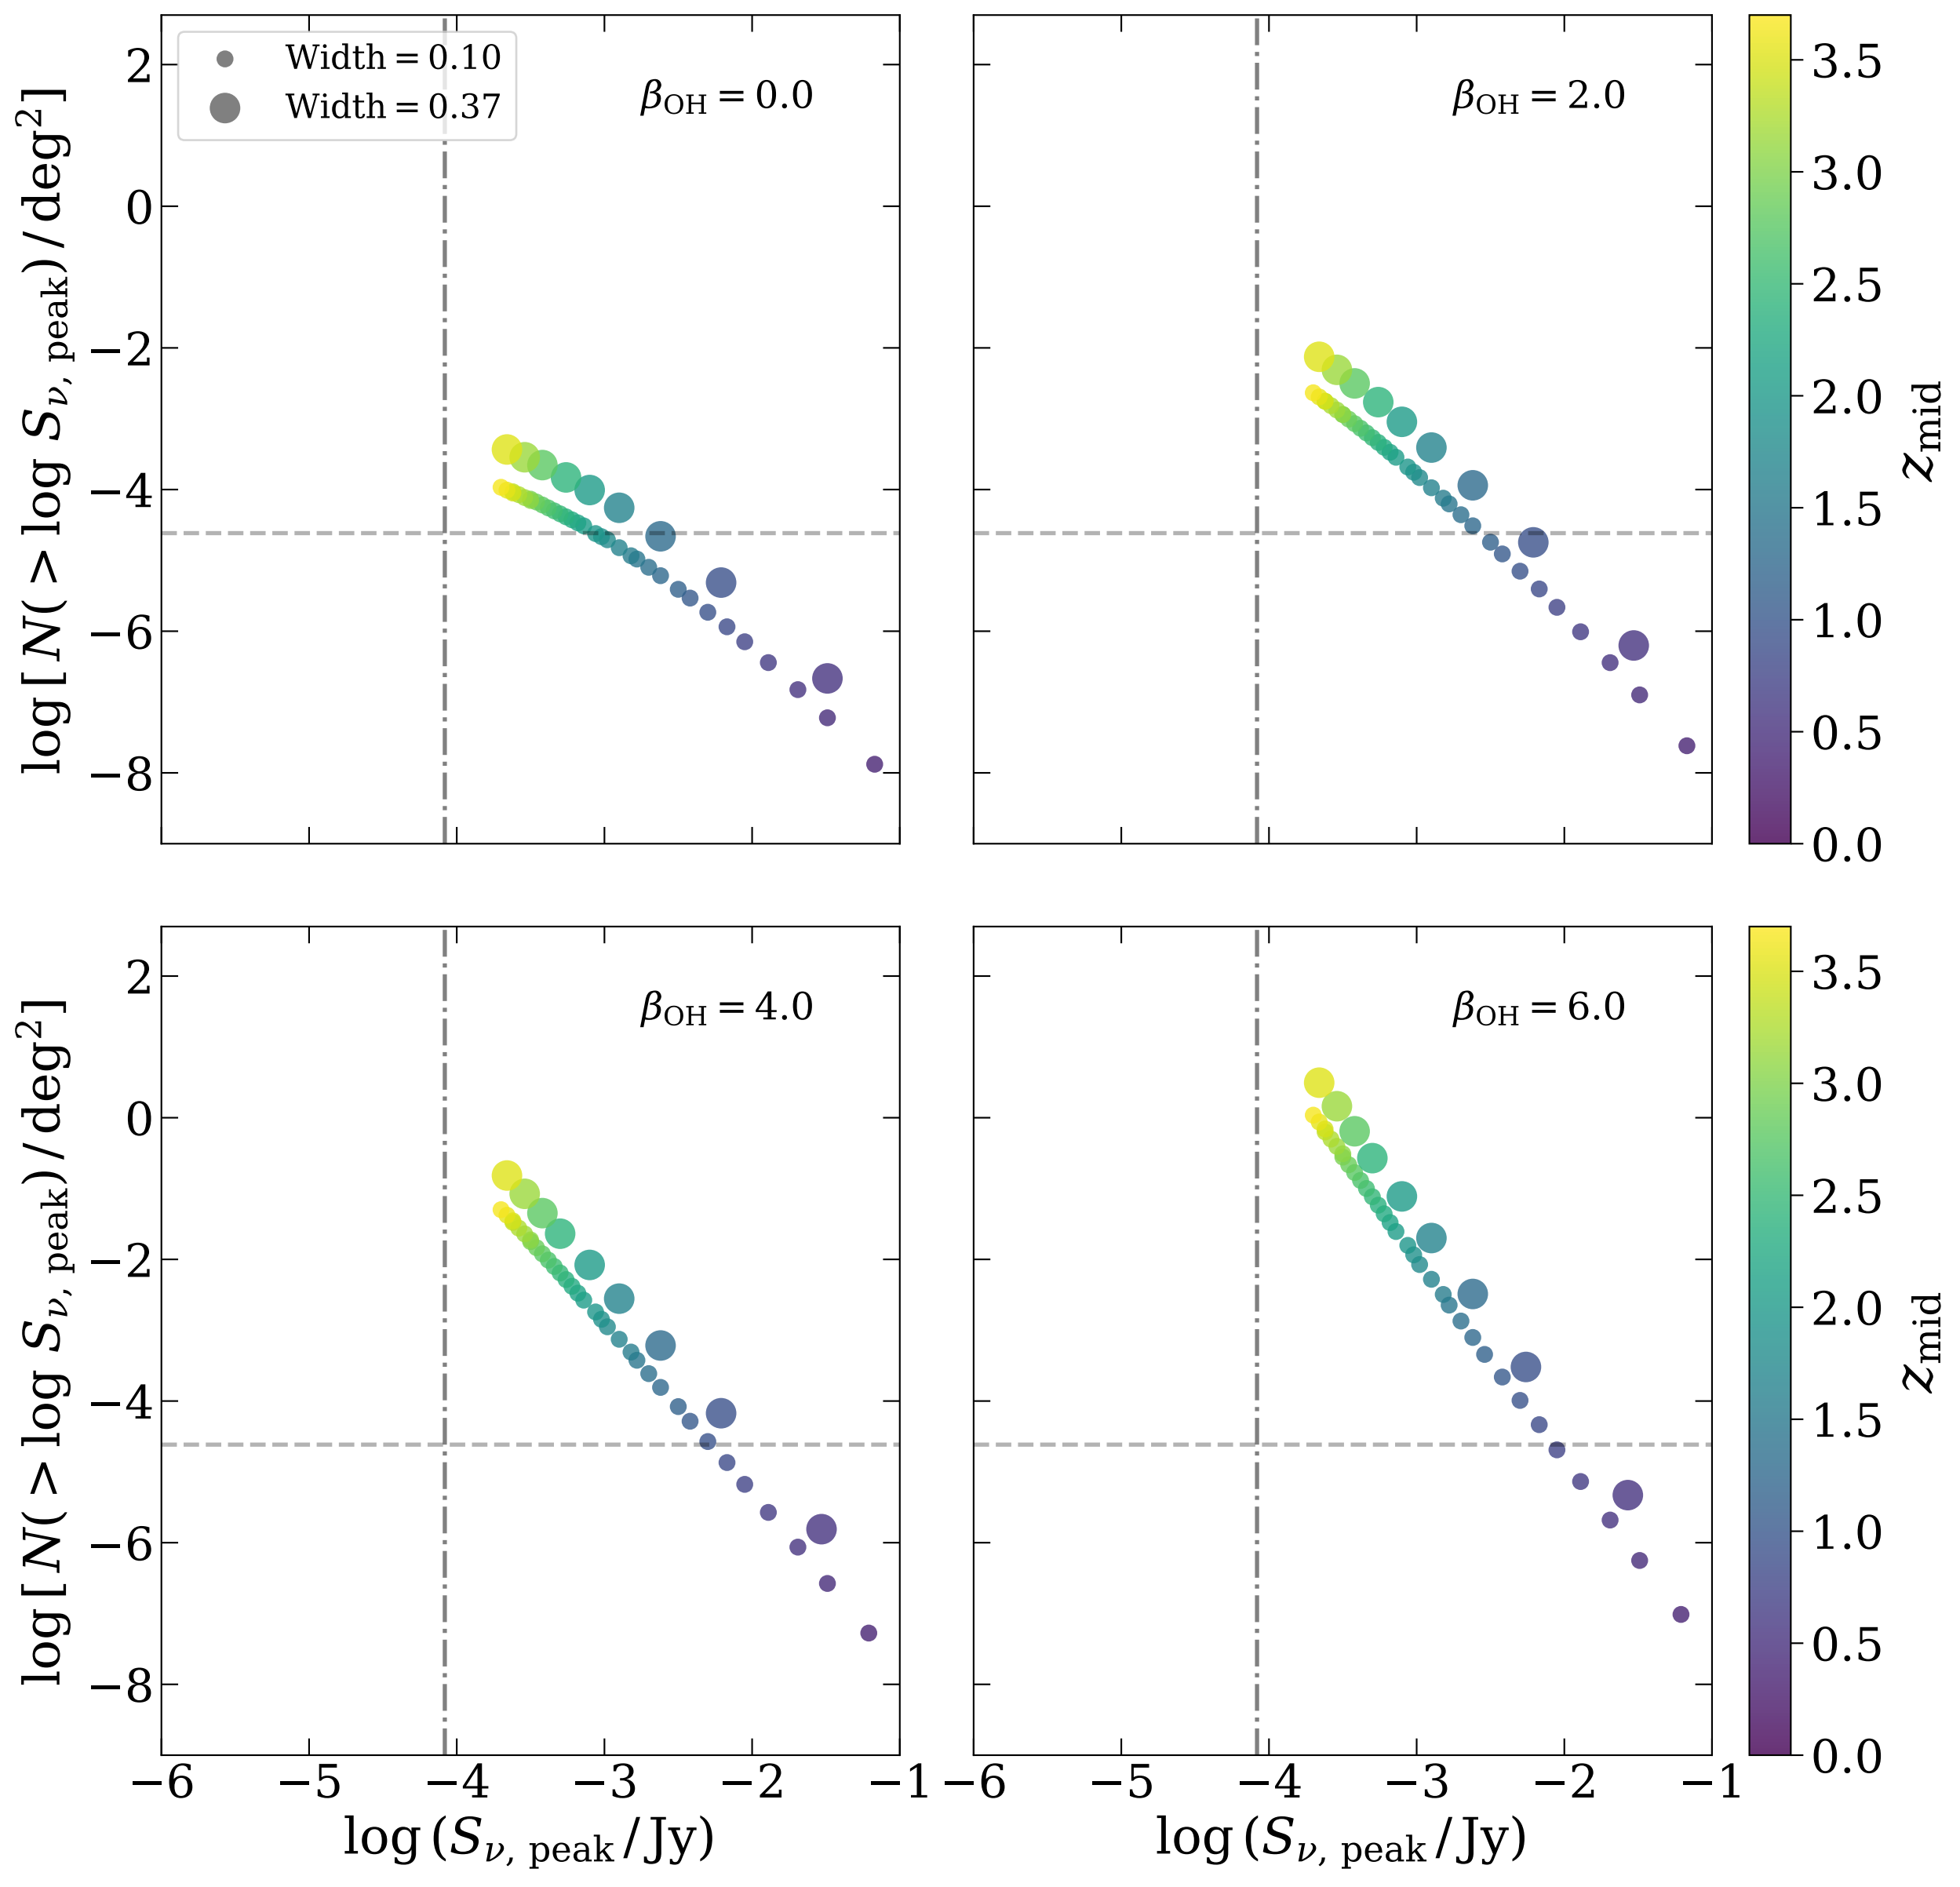 Width = 0.10
Width = 0.37
β_OH = 0.0
β_OH = 2.0
2
0
−2
−4
−6
−8
log [N(> log S_ν, peak) / deg²]
3.5
3.0
2.5
2.0
1.5
1.0
0.5
0.0
z_mid
β_OH = 4.0
β_OH = 6.0
2
0
−2
−4
−6
−8
log [N(> log S_ν, peak) / deg²]
3.5
3.0
2.5
2.0
1.5
1.0
0.5
0.0
z_mid
−6 −5 −4 −3 −2 −1
−6 −5 −4 −3 −2 −1
log (S_ν, peak / Jy)
log (S_ν, peak / Jy)